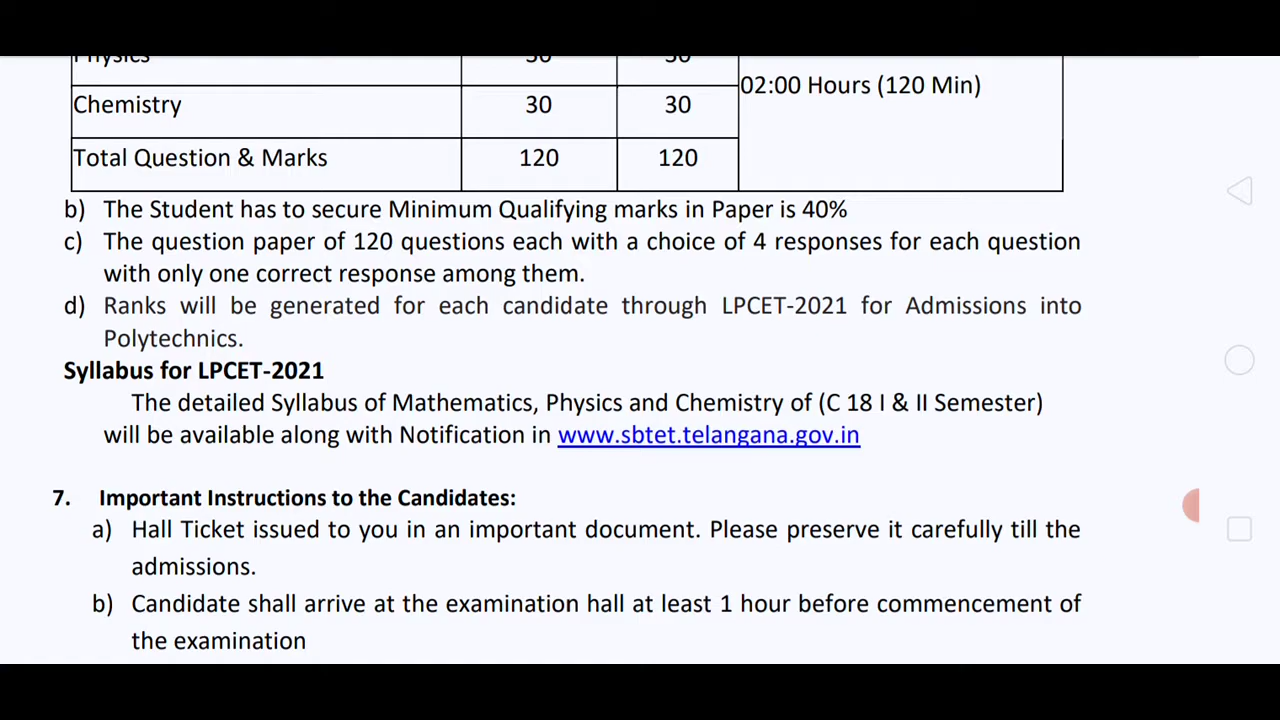 Physics 30 30
02:00 Hours (120 Min)
Chemistry 30 30
Total Question & Marks 120 120
b) The Student has to secure Minimum Qualifying marks in Paper is 40%
c) The question paper of 120 questions each with a choice of 4 responses for each question
with only one correct response among them.
d) Ranks will be generated for each candidate through LPCET-2021 for Admissions into
Polytechnics.
Syllabus for LPCET-2021
The detailed Syllabus of Mathematics, Physics and Chemistry of (C 18 I & II Semester)
will be available along with Notification in www.sbtet.telangana.gov.in
7. Important Instructions to the Candidates:
a) Hall Ticket issued to you in an important document. Please preserve it carefully till the
admissions.
b) Candidate shall arrive at the examination hall at least 1 hour before commencement of
the examination